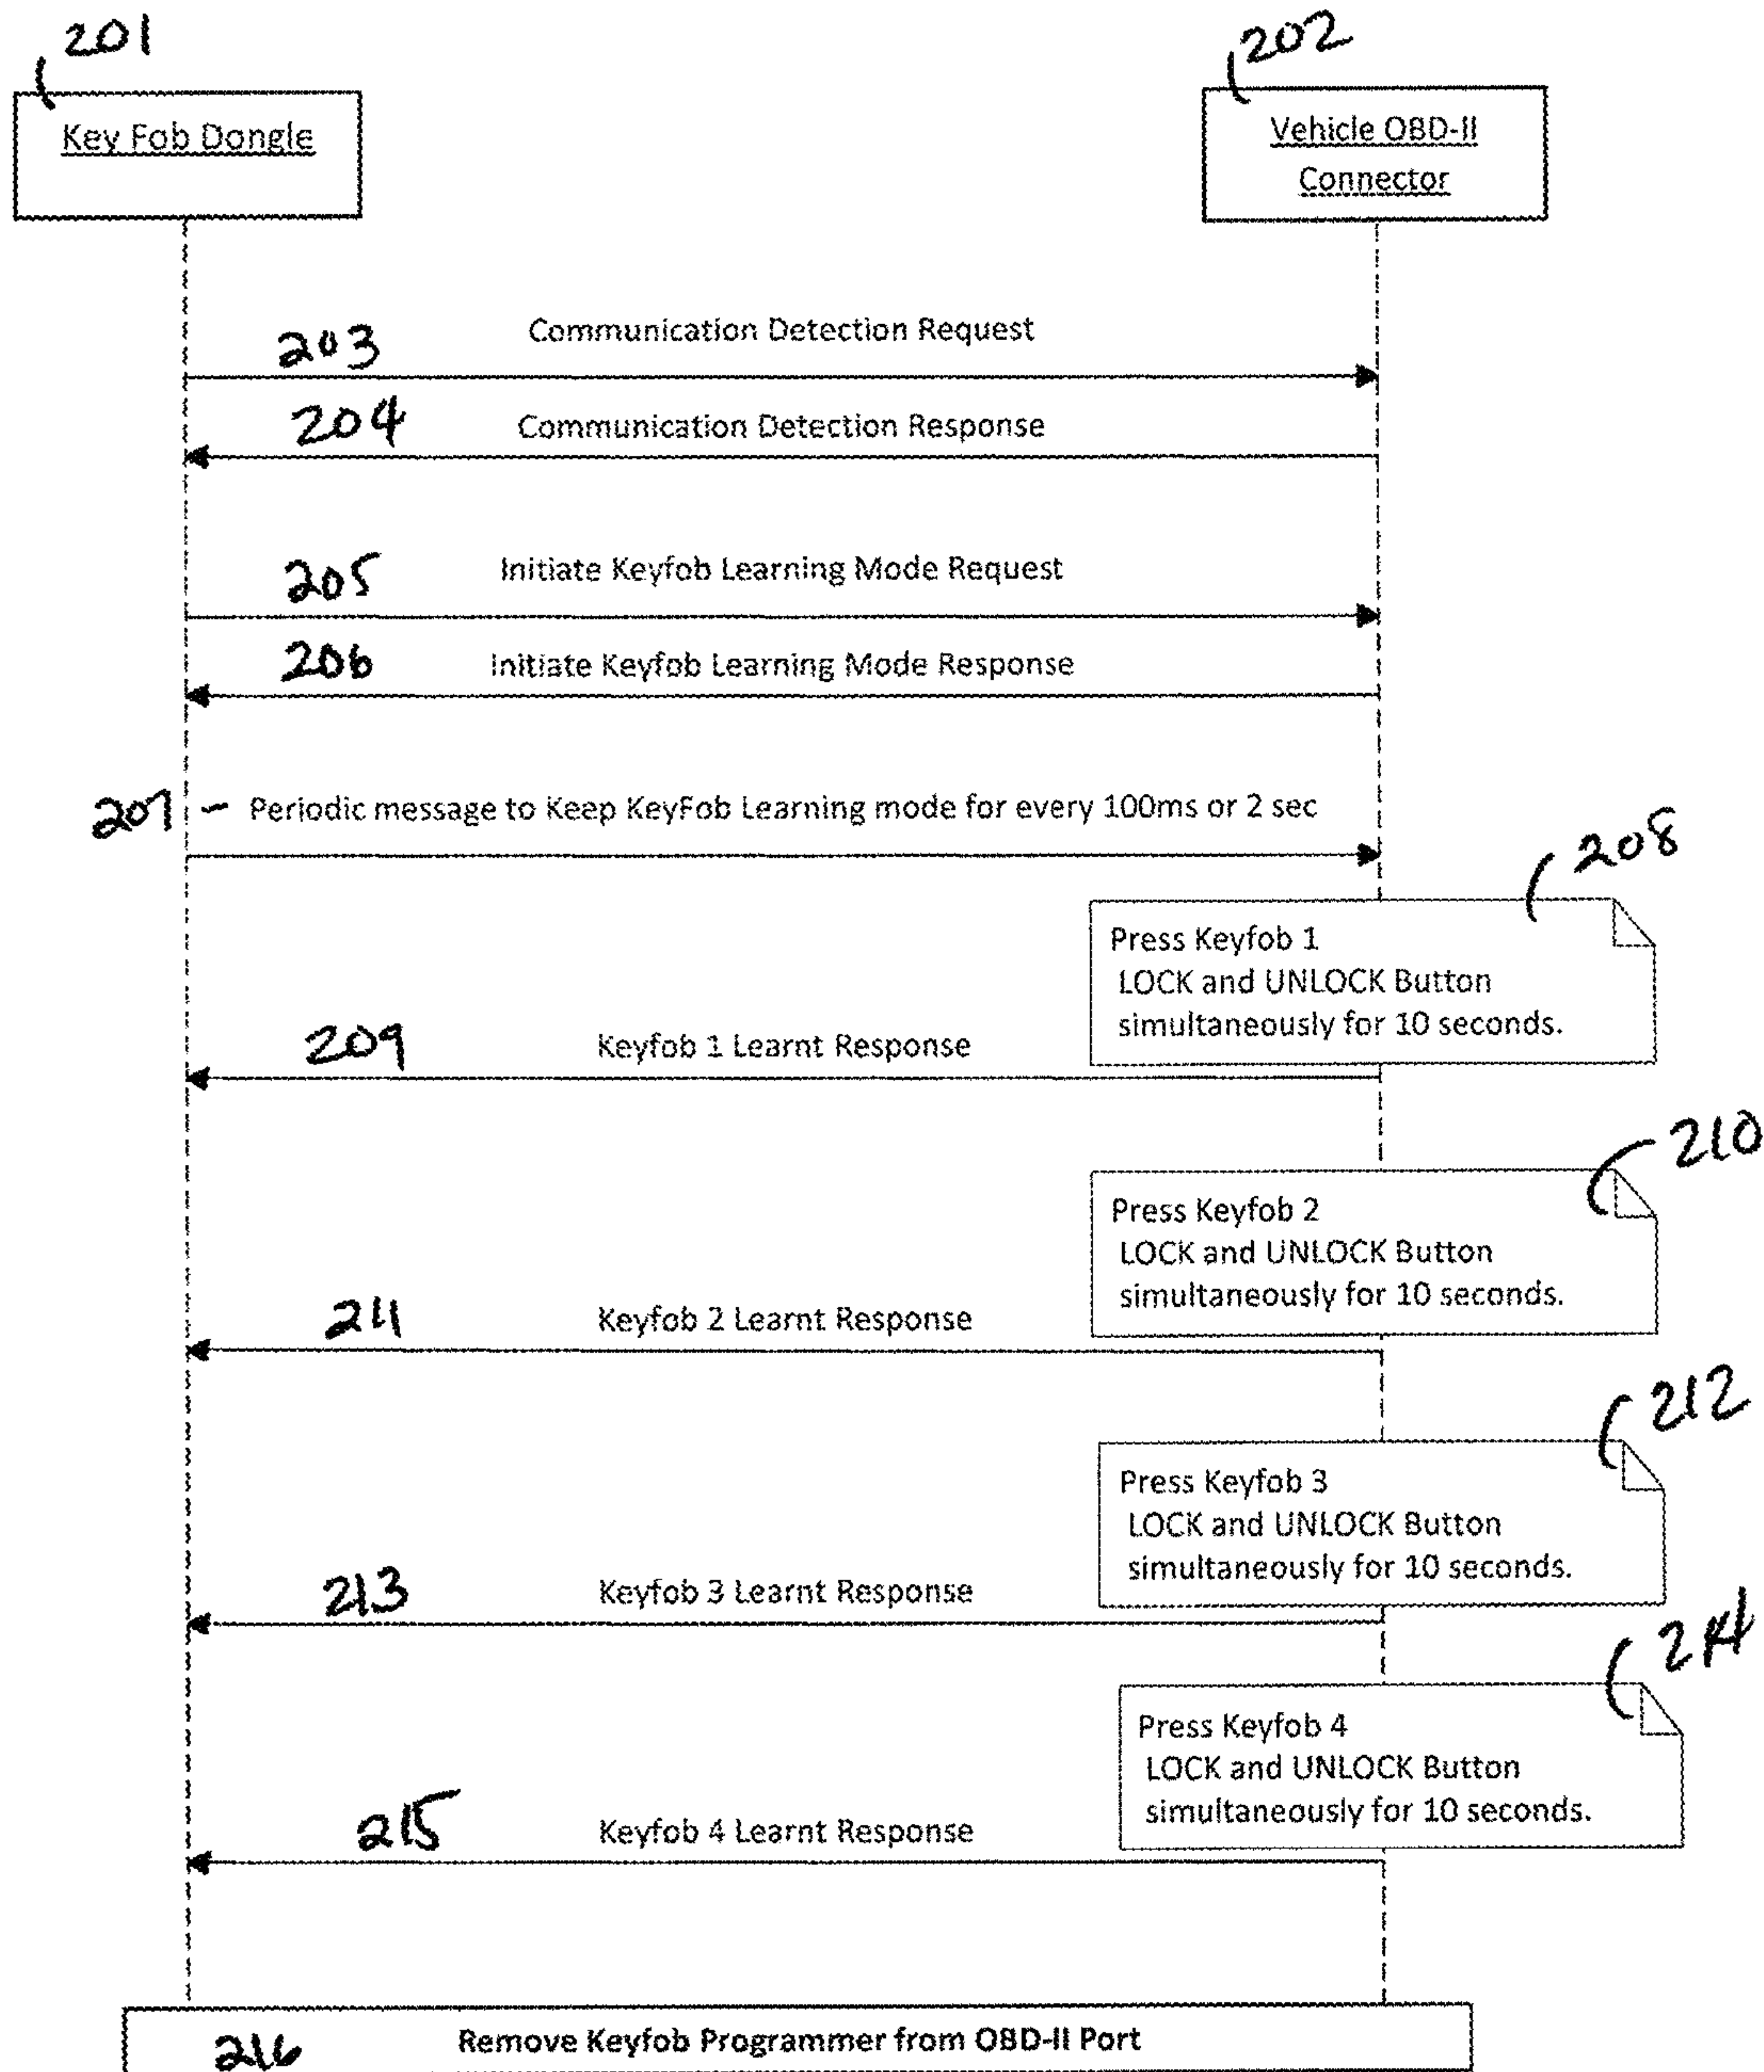 201
202
Key Fob Dongle
Vehicle OBD-II
Connector
203
Communication Detection Request
204
Communication Detection Response
205
Initiate Keyfob Learning Mode Request
206
Initiate Keyfob Learning Mode Response
207 - Periodic message to Keep KeyFob Learning mode for every 100ms or 2 sec
208
Press Keyfob 1
LOCK and UNLOCK Button
simultaneously for 10 seconds.
209
Keyfob 1 Learnt Response
210
Press Keyfob 2
LOCK and UNLOCK Button
simultaneously for 10 seconds.
211
Keyfob 2 Learnt Response
212
Press Keyfob 3
LOCK and UNLOCK Button
simultaneously for 10 seconds.
213
Keyfob 3 Learnt Response
214
Press Keyfob 4
LOCK and UNLOCK Button
simultaneously for 10 seconds.
215
Keyfob 4 Learnt Response
216
Remove Keyfob Programmer from OBD-II Port